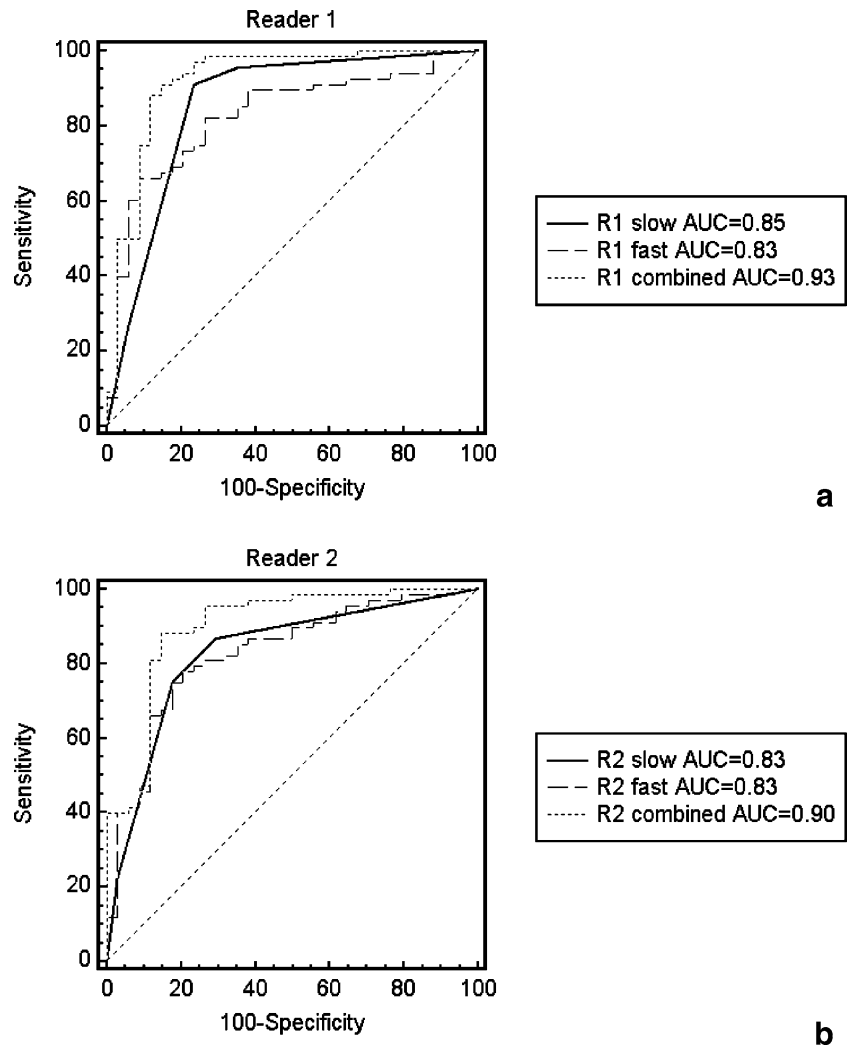 Reader 1
100
80
60
40
20
0
Sensitivity
0 20 40 60 80 100
100-Specificity
R1 slow AUC=0.85
R1 fast AUC=0.83
R1 combined AUC=0.93
a
Reader 2
100
80
60
40
20
0
Sensitivity
0 20 40 60 80 100
100-Specificity
R2 slow AUC=0.83
R2 fast AUC=0.83
R2 combined AUC=0.90
b